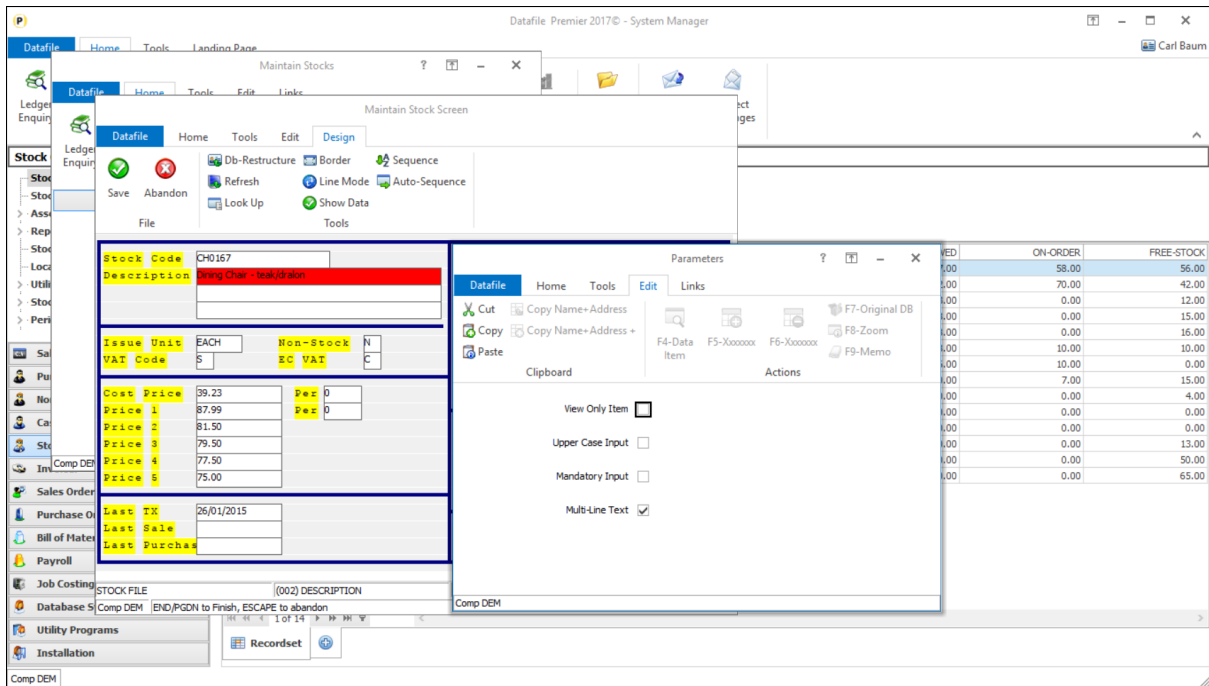 P
Datafile Premier 2017© - System Manager
Datafile Home Tools Landing Page
Carl Baum
Maintain Stocks
Datafile Home Tools Edit Links
Ledger
Enquiry
Ledger
Enquiry
Maintain Stock Screen
Datafile Home Tools Edit Design
Save Abandon
File
Db-Restructure Border Sequence
Refresh Line Mode Auto-Sequence
Look Up Show Data
Tools
Stock
Sales Order
Bill of Mater
Payroll
Job Costing
Database S
Utility Programs
Installation
Stock Code CH0167
Description Dining Chair - teak/dralon
Issue Unit EACH Non-Stock N
VAT Code S EC VAT C
Cost Price 39.23 Per 0
Price 1 87.99 Per 0
Price 2 81.50
Price 3 79.50
Price 4 77.50
Price 5 75.00
Last TX 26/01/2015
Last Sale
Last Purchas
STOCK FILE (002) DESCRIPTION
Comp DEM END/PGDN to Finish, ESCAPE to abandon
Parameters
Datafile Home Tools Edit Links
Cut Copy Name+Address
Copy Copy Name+Address +
Paste
Clipboard
F4-Data Item F5-Xxxxxx F6-Xxxxxx
F7-Original DB
F8-Zoom
F9-Memo
Actions
View Only Item
Upper Case Input
Mandatory Input
Multi-Line Text
Comp DEM
ON-ORDER FREE-STOCK
58.00 56.00
70.00 42.00
0.00 12.00
0.00 15.00
0.00 16.00
10.00 10.00
10.00 0.00
7.00 15.00
0.00 4.00
0.00 0.00
0.00 0.00
0.00 13.00
0.00 50.00
0.00 65.00
1 of 14
Recordset
Comp DEM